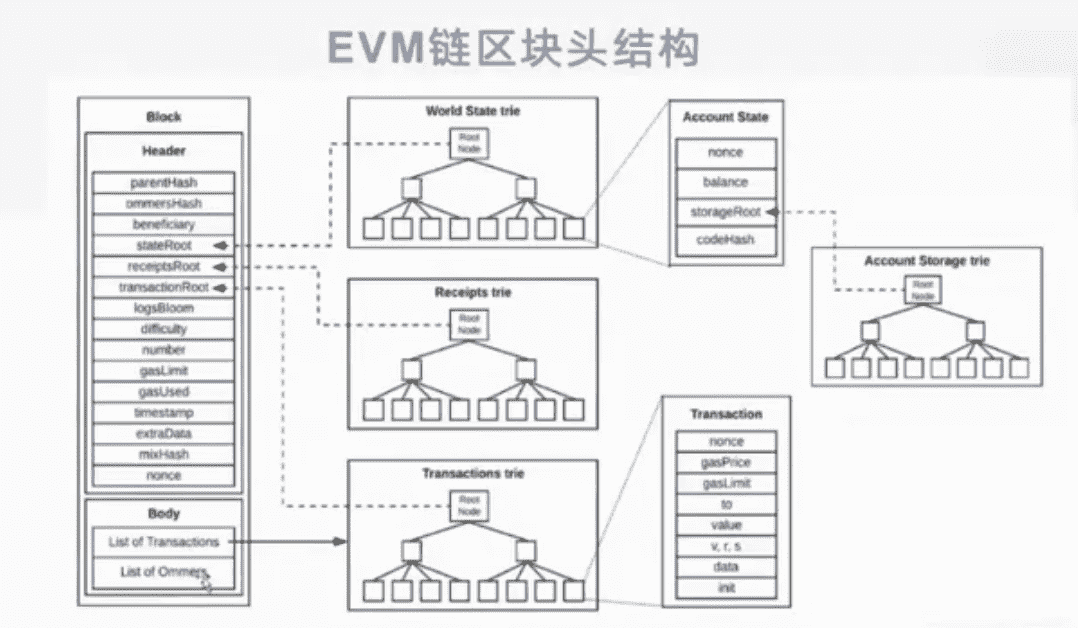 EVM链区块头结构
Block
Header
parentHash
ommersHash
beneficiary
stateRoot
receiptsRoot
transactionRoot
logsBloom
difficulty
number
gasLimit
gasUsed
timestamp
extraData
mixHash
nonce
Body
List of Transactions
List of Ommers
World State trie
Root
Node
Receipts trie
Root
Node
Transactions trie
Root
Node
Account State
nonce
balance
storageRoot
codeHash
Account Storage trie
Root
Node
Transaction
nonce
gasPrice
gasLimit
to
value
v, r, s
data
init